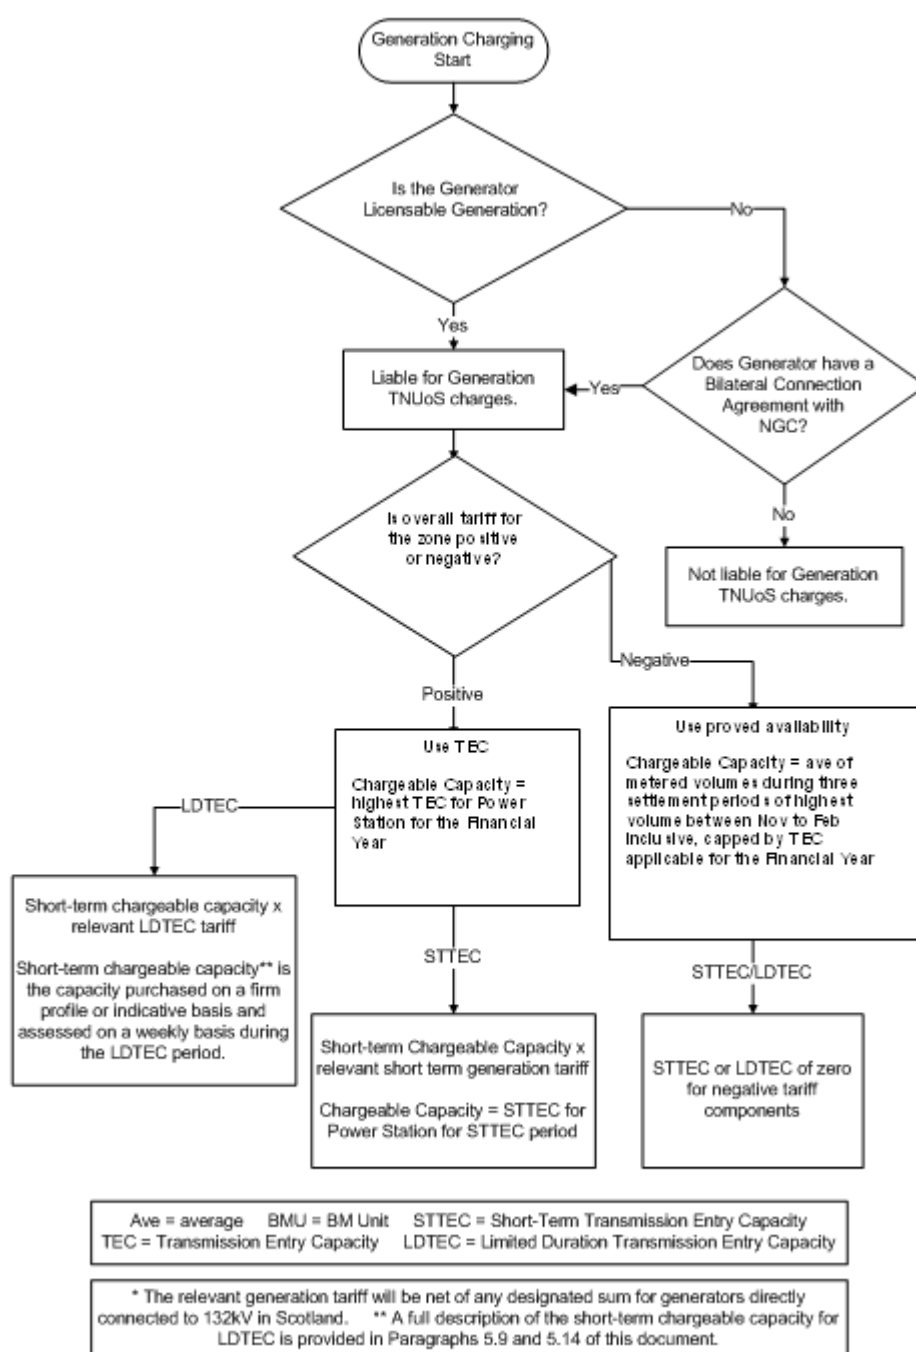 Generation Charging
Start
Is the Generator
Licensable Generation?
No
Yes
Does Generator have a
Bilateral Connection
Agreement with
NGC?
Liable for Generation
TNUoS charges.
Yes
No
Is overall tariff for
the zone positive
or negative?
Not liable for Generation
TNUoS charges.
Negative
Positive
Use TEC
Chargeable Capacity =
highest TEC for Power
Station for the Financial
Year
Use proved availability
Chargeable Capacity = ave of
metered volumes during three
settlement periods of highest
volume between Nov to Feb
inclusive, capped by TEC
applicable for the Financial Year
LDTEC
Short-term chargeable capacity x
relevant LDTEC tariff
Short-term chargeable capacity** is
the capacity purchased on a firm
profile or indicative basis and
assessed on a weekly basis during
the LDTEC period.
STTEC
STTEC/LDTEC
Short-term Chargeable Capacity x
relevant short term generation tariff
Chargeable Capacity = STTEC for
Power Station for STTEC period
STTEC or LDTEC of zero
for negative tariff
components
Ave = average BMU = BM Unit STTEC = Short-Term Transmission Entry Capacity
TEC = Transmission Entry Capacity LDTEC = Limited Duration Transmission Entry Capacity
* The relevant generation tariff will be net of any designated sum for generators directly
connected to 132kV in Scotland. ** A full description of the short-term chargeable capacity for
LDTEC is provided in Paragraphs 5.9 and 5.14 of this document.